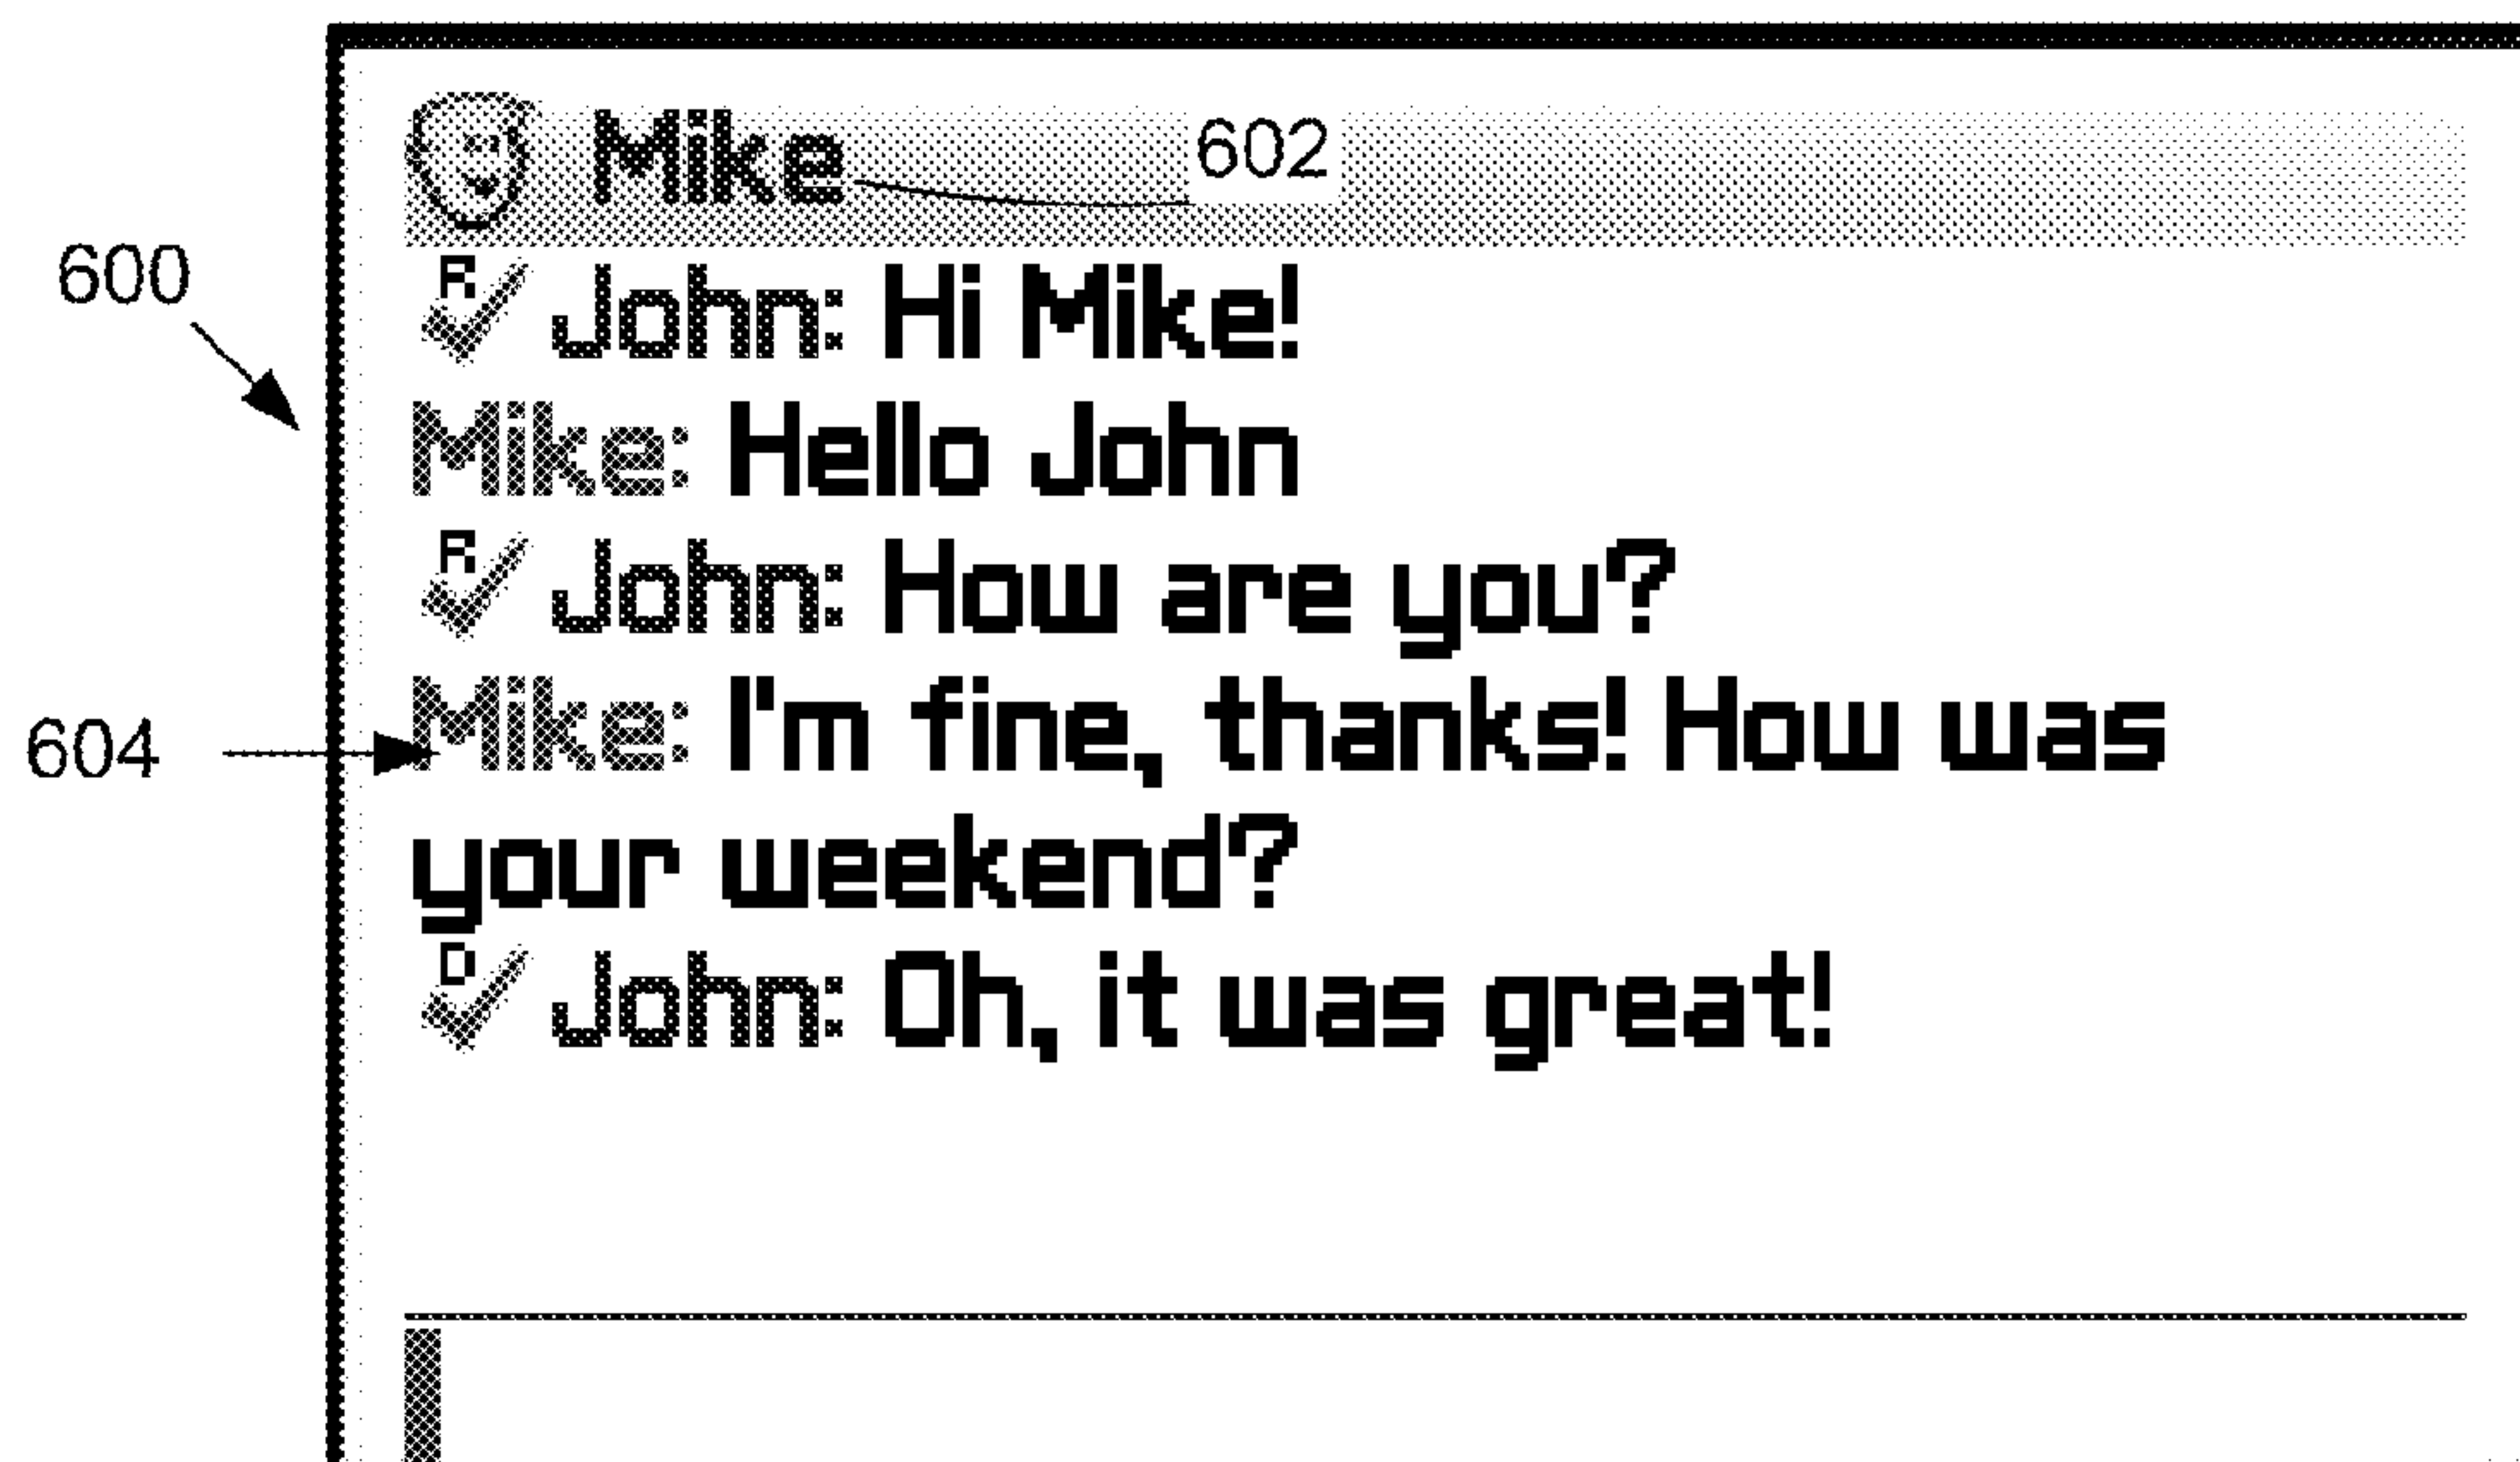 Mike 602
600
R John: Hi Mike!
Mike: Hello John
R John: How are you?
604 Mike: I'm fine, thanks! How was
your weekend?
D John: Oh, it was great!